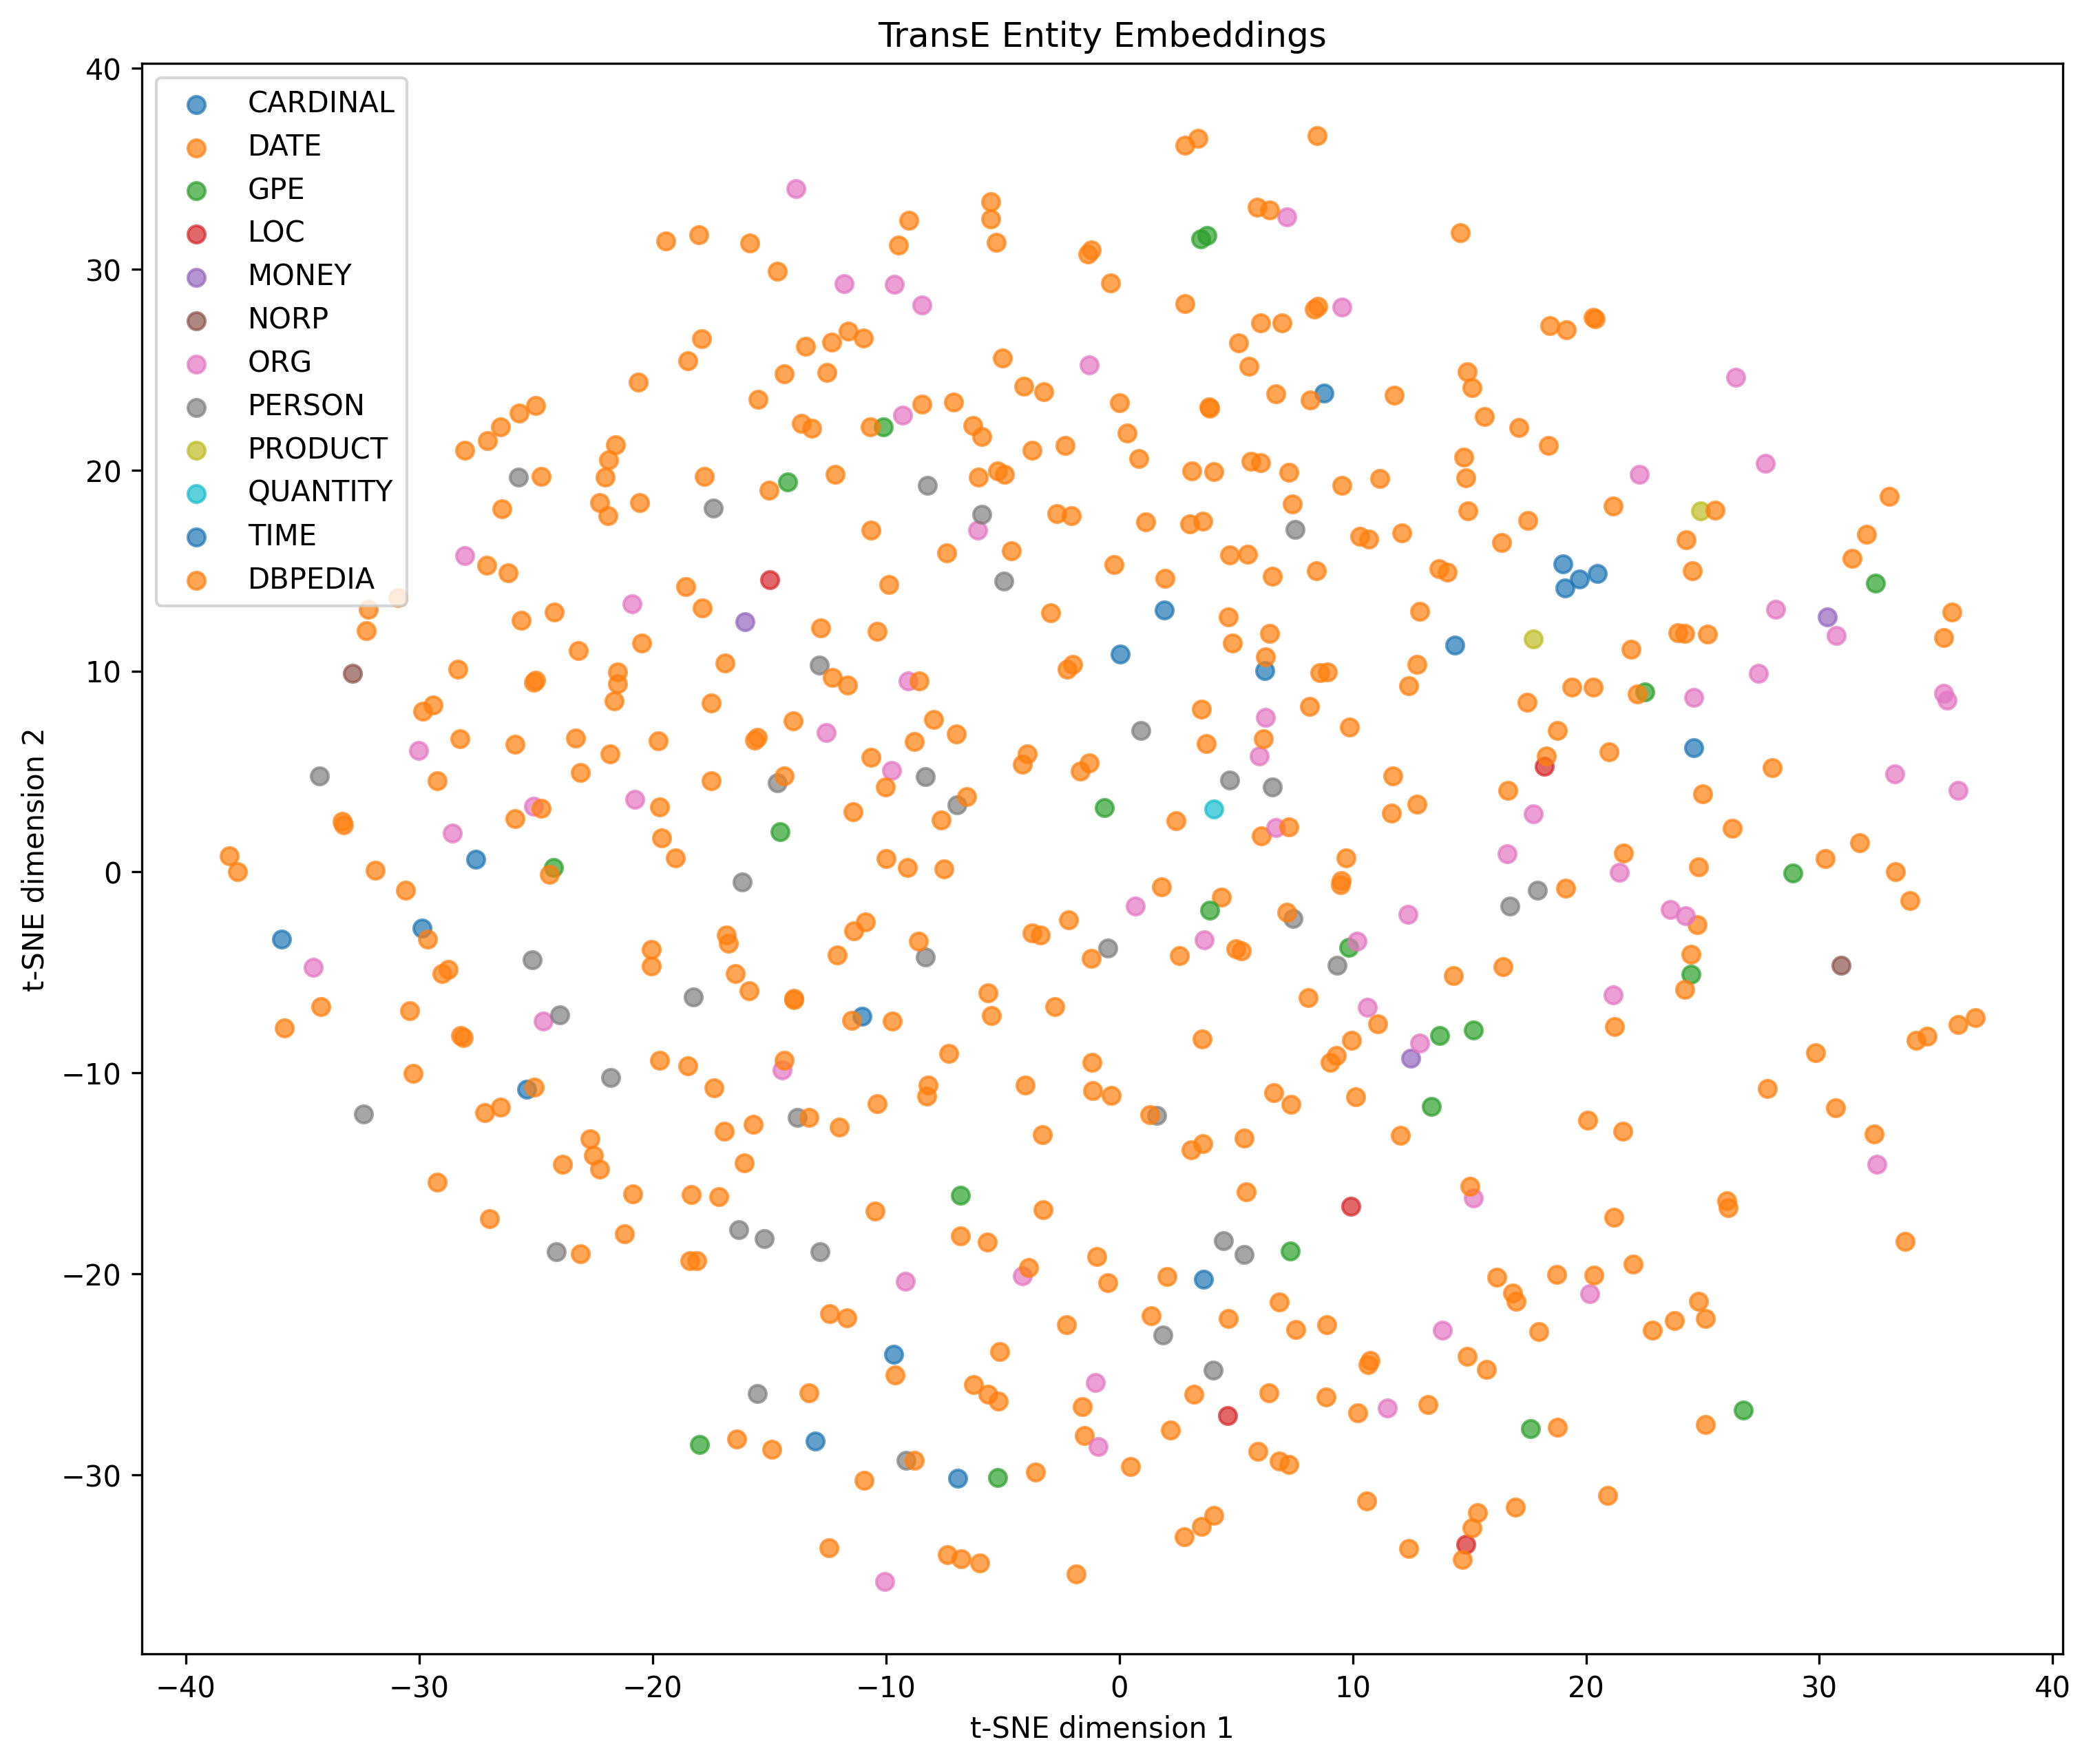 TransE Entity Embeddings
40
30
20
10
0
−10
−20
−30
t-SNE dimension 2
CARDINAL
DATE
GPE
LOC
MONEY
NORP
ORG
PERSON
PRODUCT
QUANTITY
TIME
DBPEDIA
−40 −30 −20 −10 0 10 20 30 40
t-SNE dimension 1